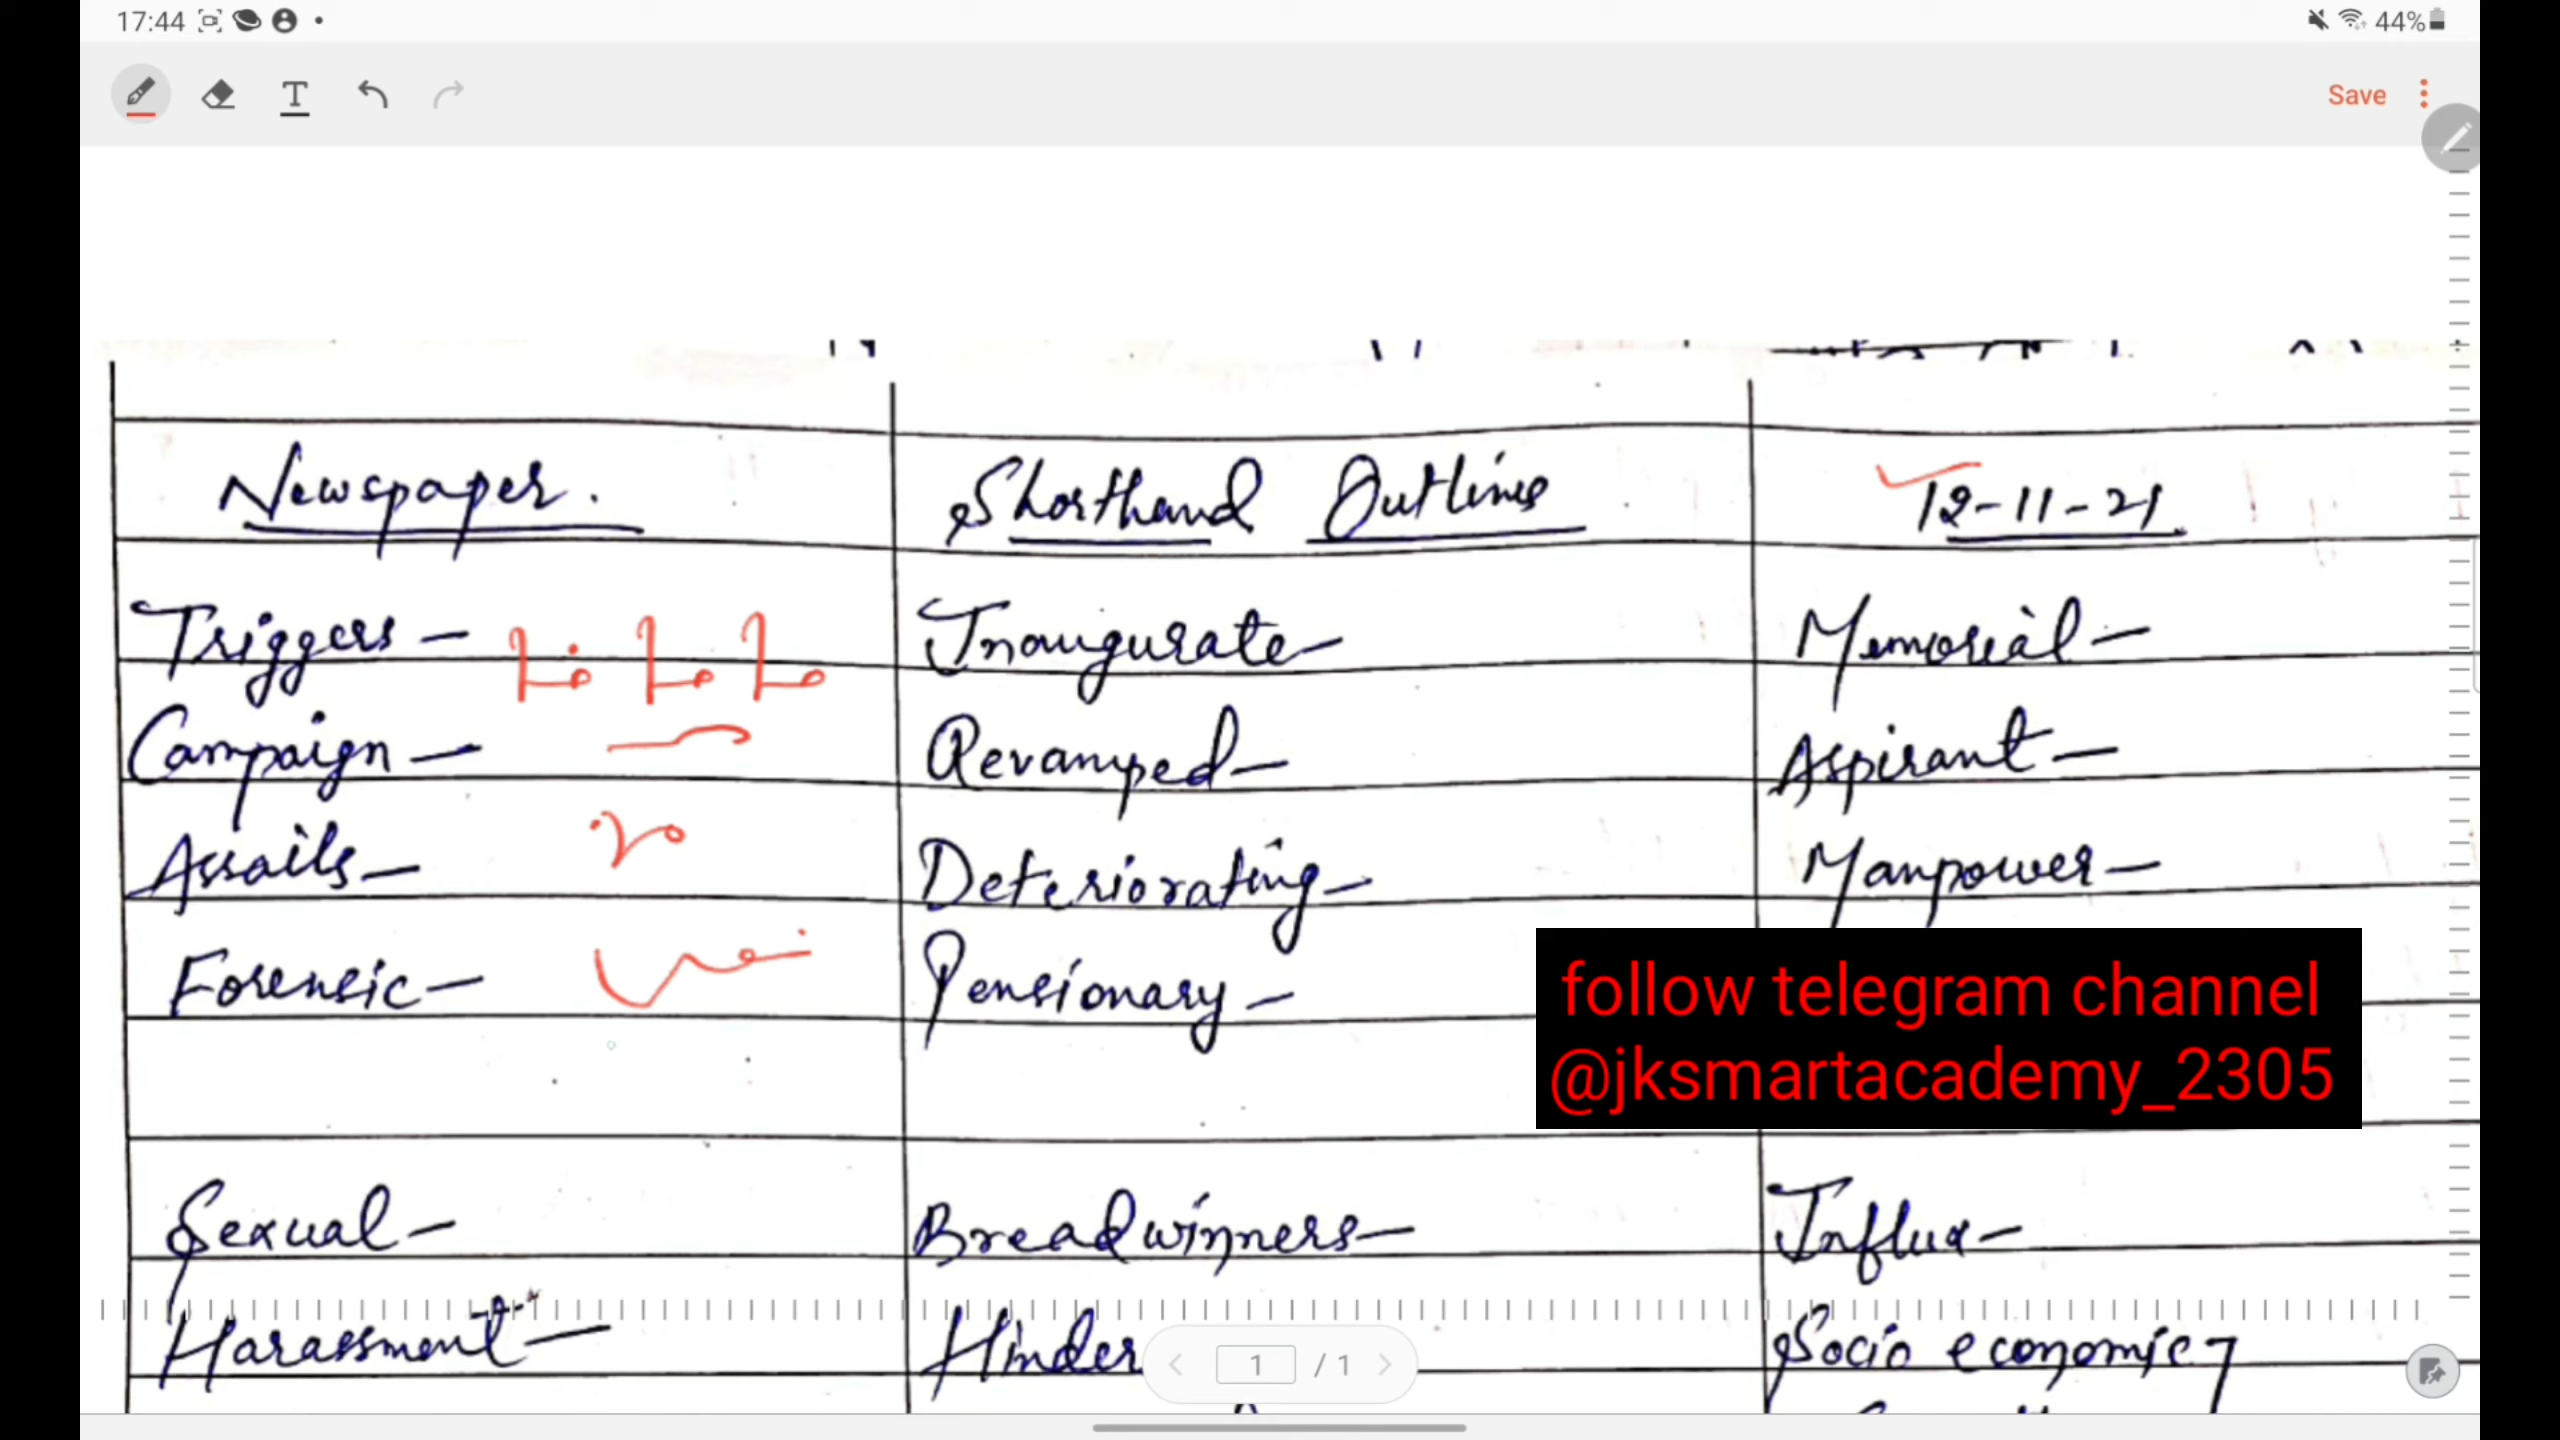 17:44
44%
T
Save
Newspaper. Shorthand Outlines 12-11-21
Triggers - Inaugurate - Memorial -
Campaign - Revamped - Aspirant -
Assails - Deteriorating - Manpower -
Forensic - Pensionary -
follow telegram channel
@jksmartacademy_2305
Sexual - Breadwinners - Influx -
Harassment - Hinder Socio economic -
1 / 1